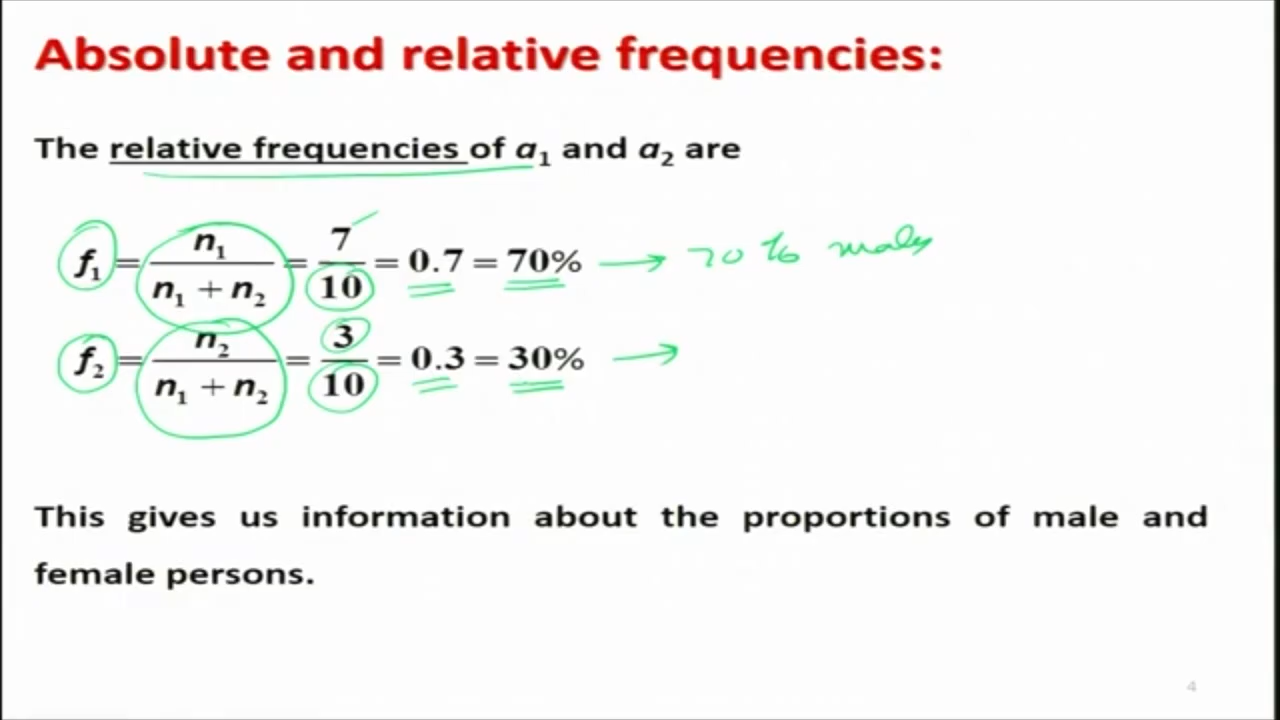 Absolute and relative frequencies:
The relative frequencies of a₁ and a₂ are
f₁ = n₁ / (n₁ + n₂) = 7/10 = 0.7 = 70% → 70 % males
f₂ = n₂ / (n₁ + n₂) = 3/10 = 0.3 = 30% →
This gives us information about the proportions of male and
female persons.
4